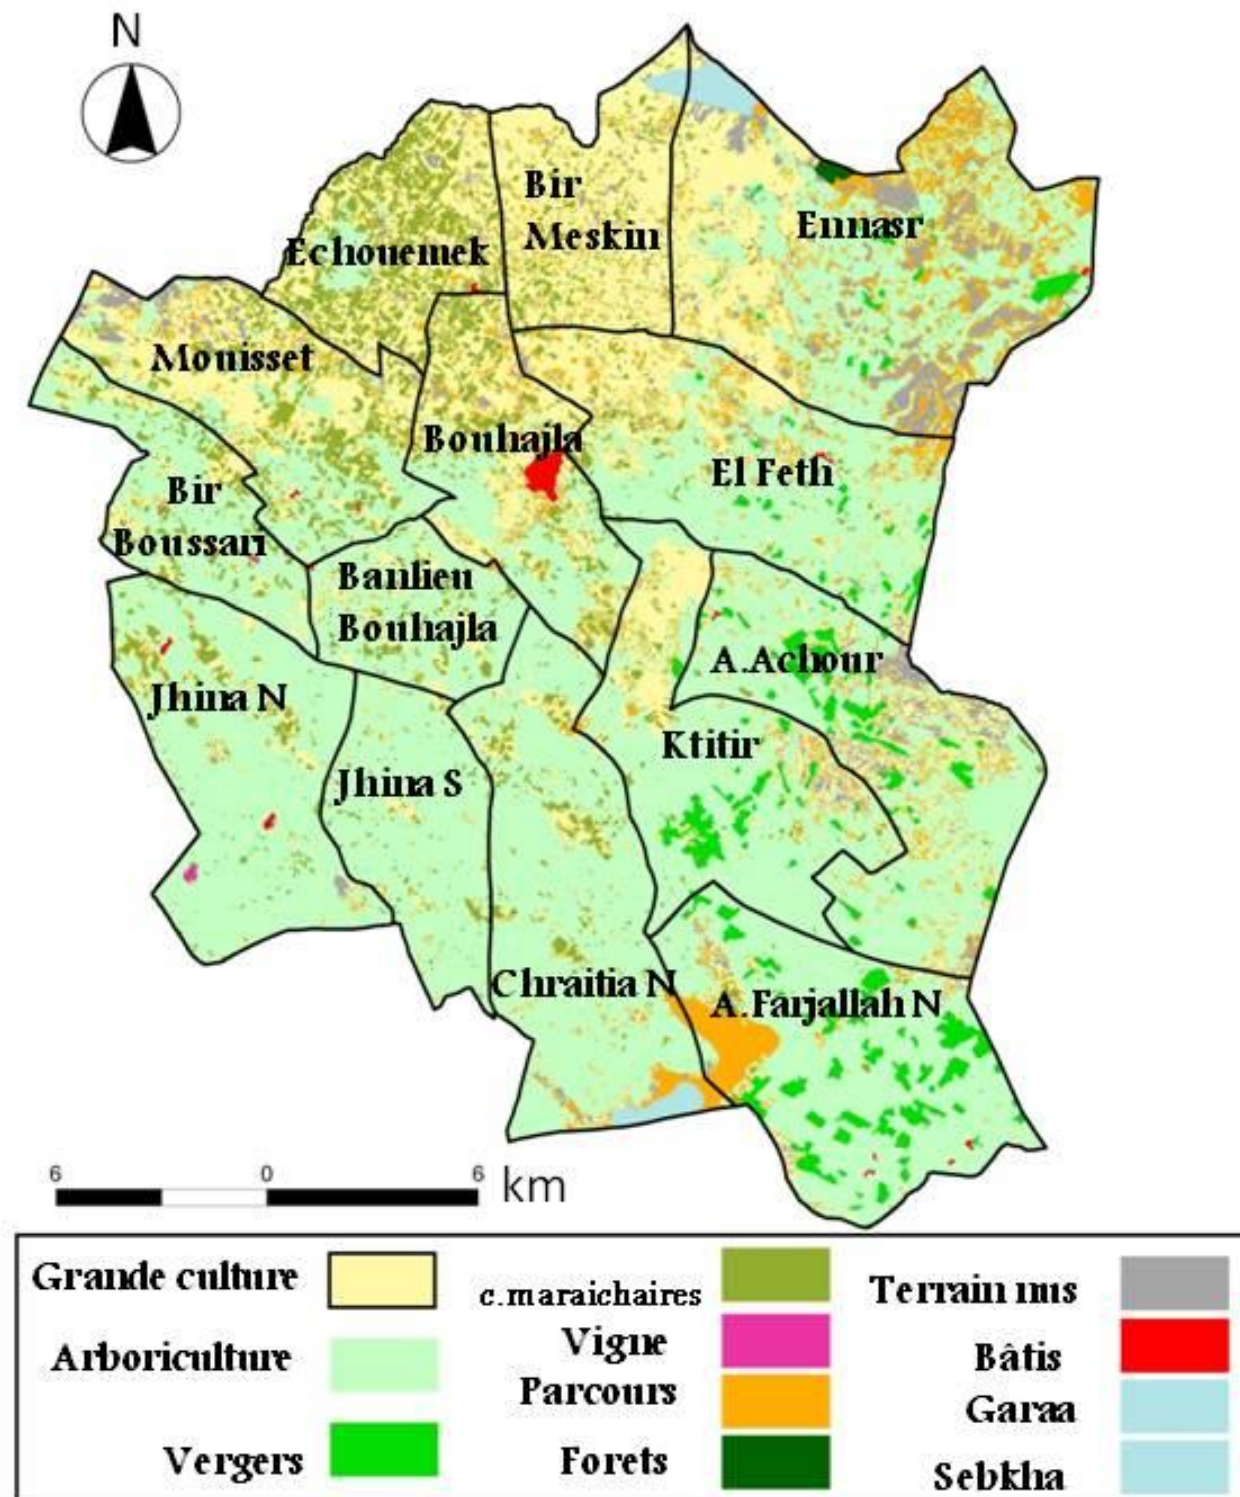 N
Bir
Meskin
Ennasr
Echouemek
Mouisset
Bouhajla
El Feth
Bir
Boussari
Banlieu
Bouhajla
A.Achour
Jhina N
Ktitir
Jhina S
Chraitia N
A.Farjallah N
6 0 6 km
Grande culture
Arboriculture
Vergers
c.maraichaires
Vigne
Parcours
Forets
Terrain nus
Bâtis
Garaa
Sebkha